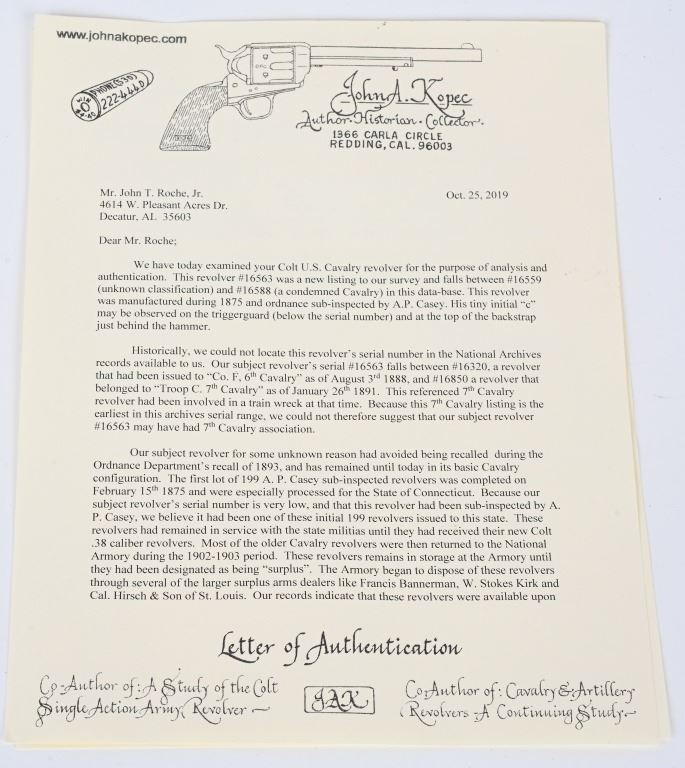 www.johnakopec.com
PHONE (530)
222-4440
WIN
44-40
John A. Kopec
Author · Historian · Collector.
1366 CARLA CIRCLE
REDDING, CAL. 96003
Mr. John T. Roche, Jr. Oct. 25, 2019
4614 W. Pleasant Acres Dr.
Decatur, AL 35603
Dear Mr. Roche;
We have today examined your Colt U.S. Cavalry revolver for the purpose of analysis and
authentication. This revolver #16563 was a new listing to our survey and falls between #16559
(unknown classification) and #16588 (a condemned Cavalry) in this data-base. This revolver
was manufactured during 1875 and ordnance sub-inspected by A.P. Casey. His tiny initial "c"
may be observed on the triggerguard (below the serial number) and at the top of the backstrap
just behind the hammer.
Historically, we could not locate this revolver's serial number in the National Archives
records available to us. Our subject revolver's serial #16563 falls between #16320, a revolver
that had been issued to "Co. F, 6th Cavalry" as of August 3rd 1888, and #16850 a revolver that
belonged to "Troop C. 7th Cavalry" as of January 26th 1891. This referenced 7th Cavalry
revolver had been involved in a train wreck at that time. Because this 7th Cavalry listing is the
earliest in this archives serial range, we could not therefore suggest that our subject revolver
#16563 may have had 7th Cavalry association.
Our subject revolver for some unknown reason had avoided being recalled during the
Ordnance Department's recall of 1893, and has remained until today in its basic Cavalry
configuration. The first lot of 199 A. P. Casey sub-inspected revolvers was completed on
February 15th 1875 and were especially processed for the State of Connecticut. Because our
subject revolver's serial number is very low, and that this revolver had been sub-inspected by A.
P. Casey, we believe it had been one of these initial 199 revolvers issued to this state. These
revolvers had remained in service with the state militias until they had received their new Colt
.38 caliber revolvers. Most of the older Cavalry revolvers were then returned to the National
Armory during the 1902-1903 period. These revolvers remains in storage at the Armory until
they had been designated as being "surplus". The Armory began to dispose of these revolvers
through several of the larger surplus arms dealers like Francis Bannerman, W. Stokes Kirk and
Cal. Hirsch & Son of St. Louis. Our records indicate that these revolvers were available upon
Letter of Authentication
Co-Author of: A Study of the Colt
Single Action Army Revolver
JAK
Co-Author of: Cavalry & Artillery
Revolvers - A Continuing Study